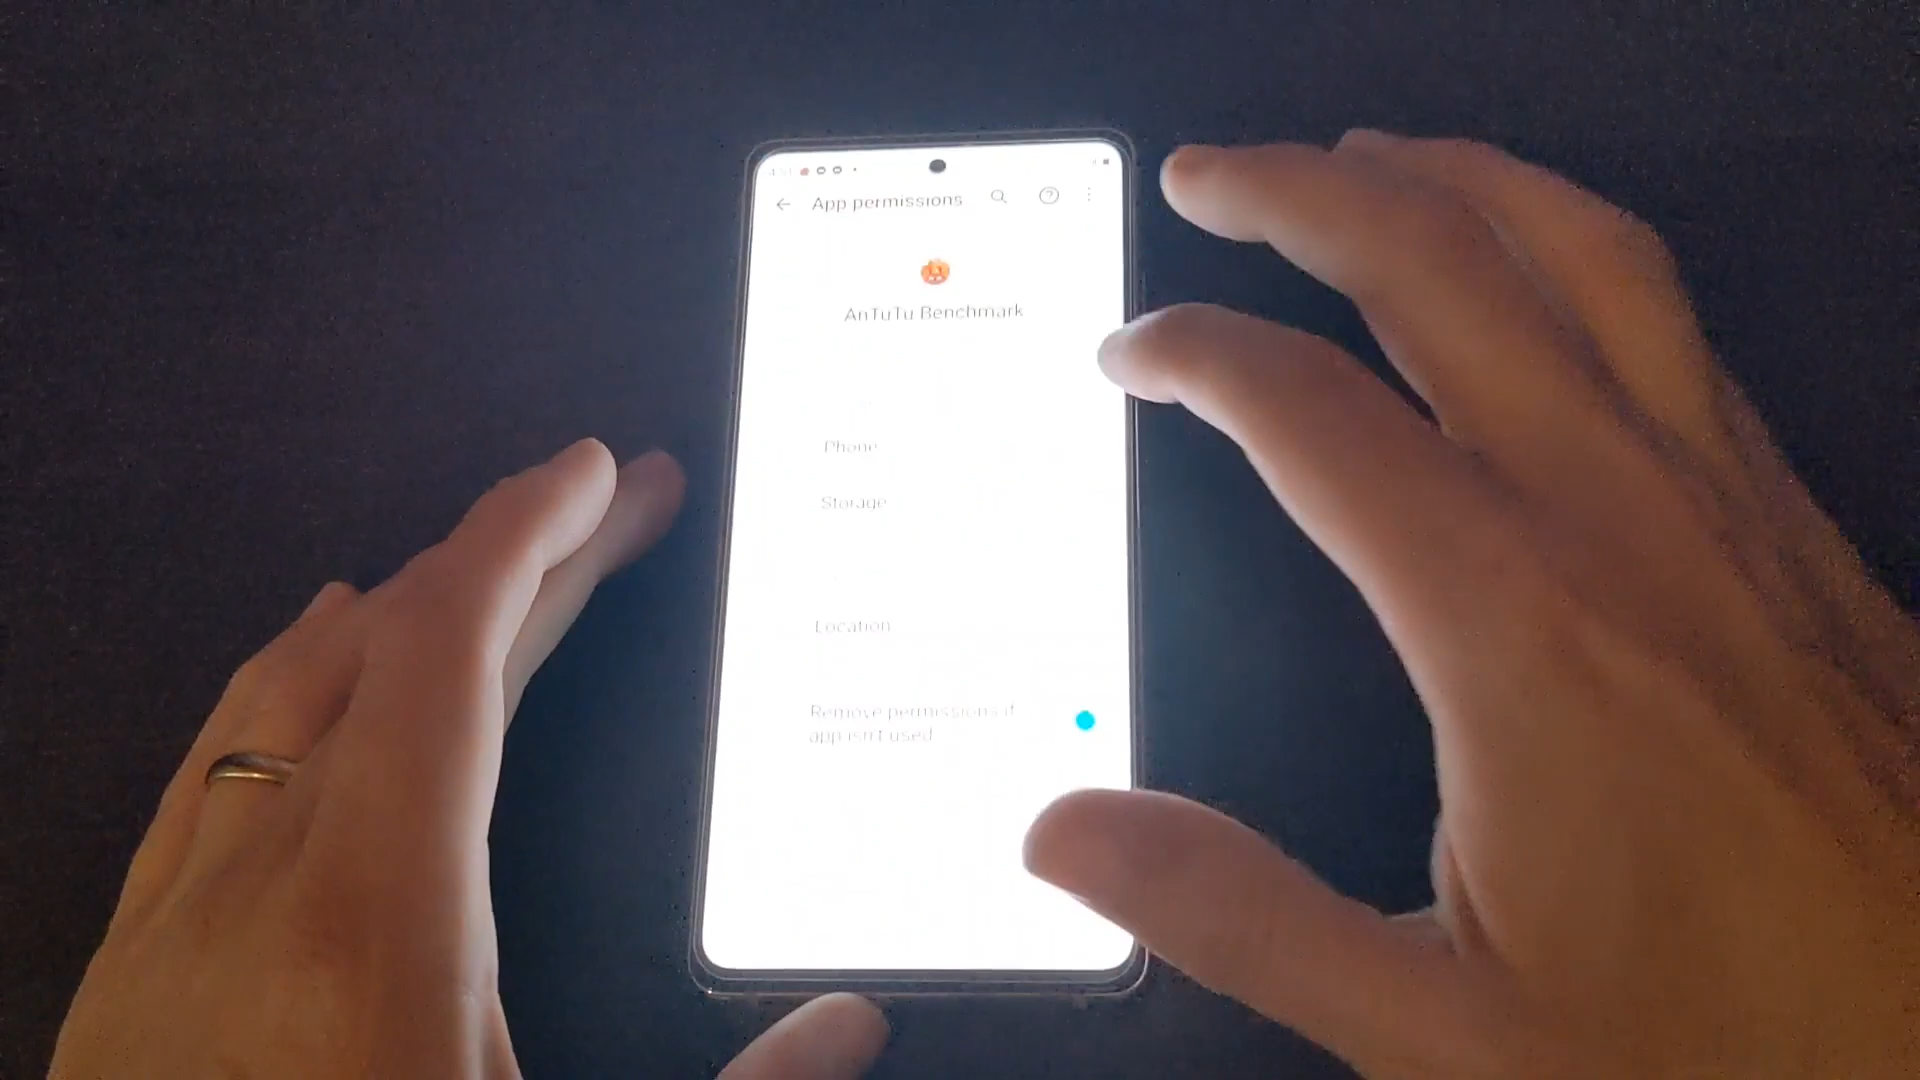 App permissions
AnTuTu Benchmark
Phone
Storage
Location
Remove permissions if
app isn't used